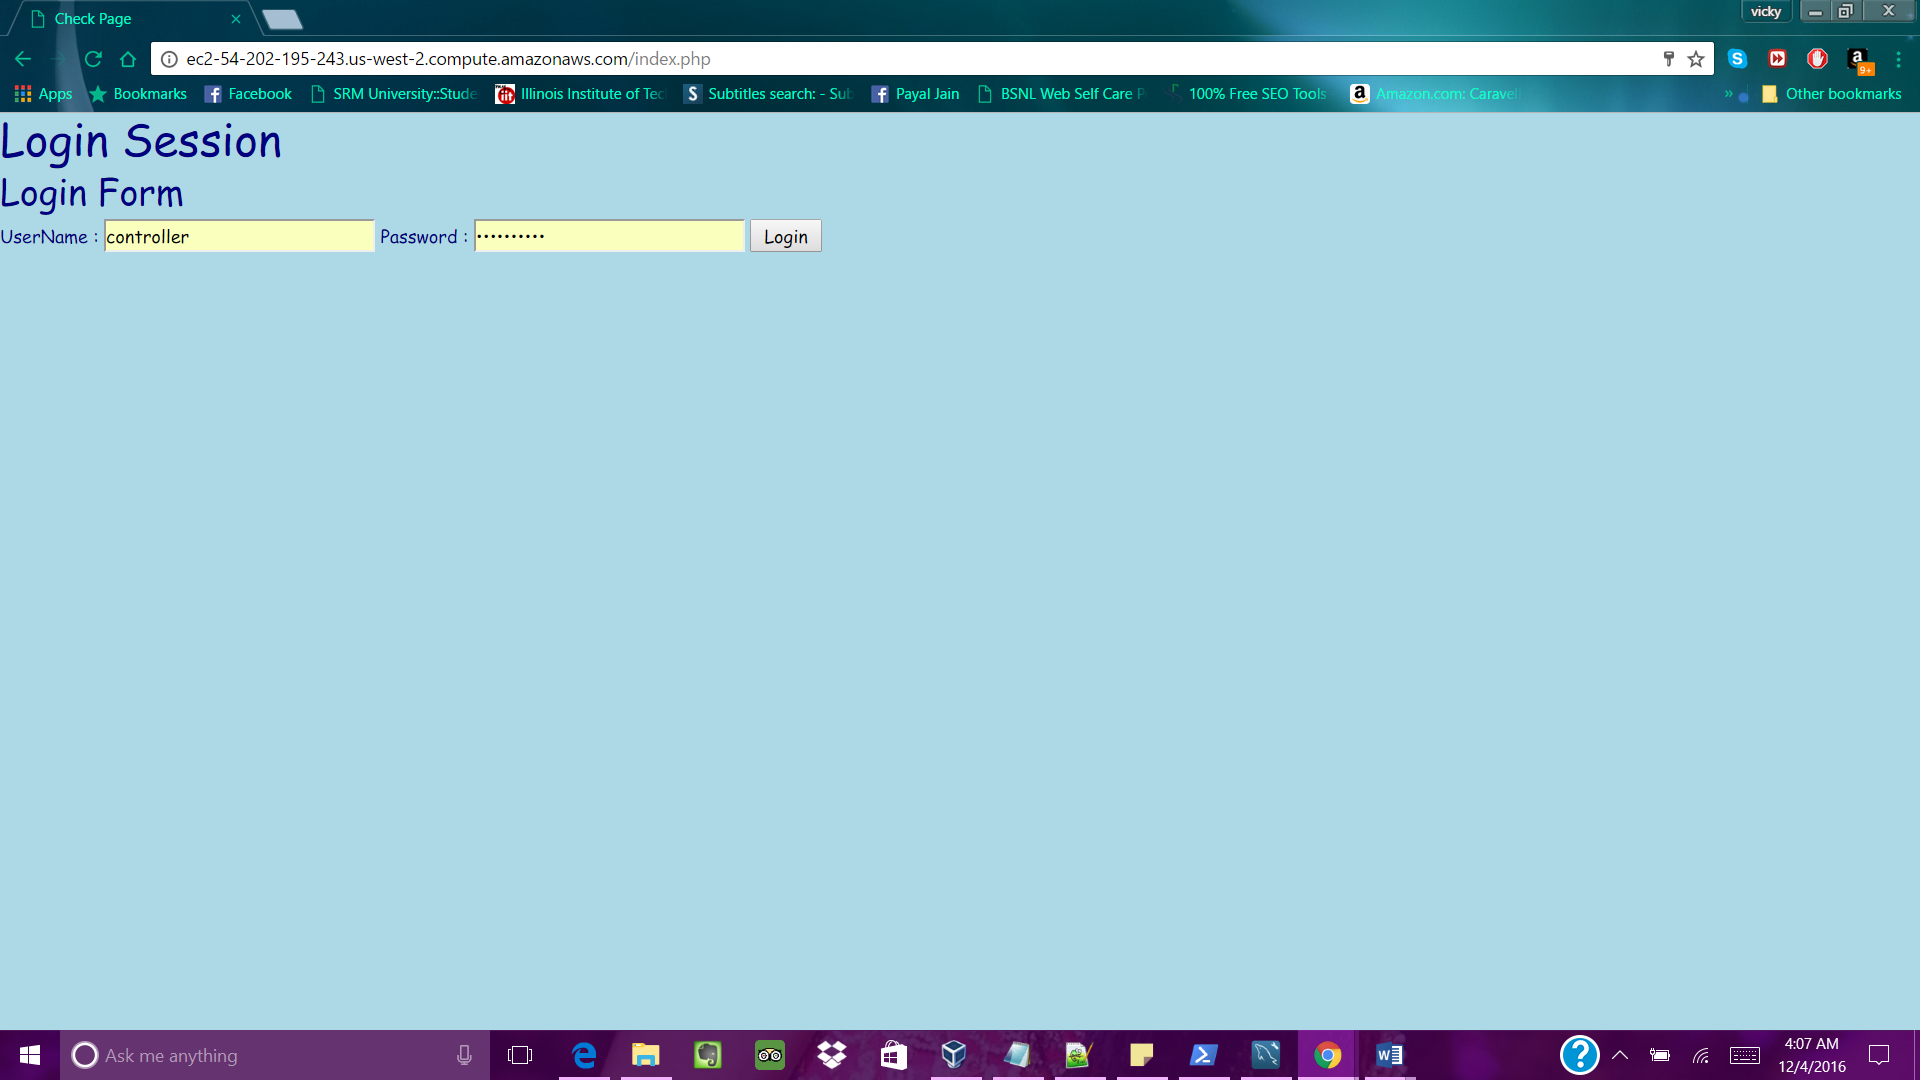 Check Page
vicky
ec2-54-202-195-243.us-west-2.compute.amazonaws.com/index.php
9+
Apps Bookmarks Facebook SRM University::Stude Illinois Institute of Tec Subtitles search: - Sub Payal Jain BSNL Web Self Care P 100% Free SEO Tools Amazon.com: Caravell » Other bookmarks
Login Session
Login Form
UserName : controller Password : •••••••••• Login
Ask me anything
4:07 AM
12/4/2016